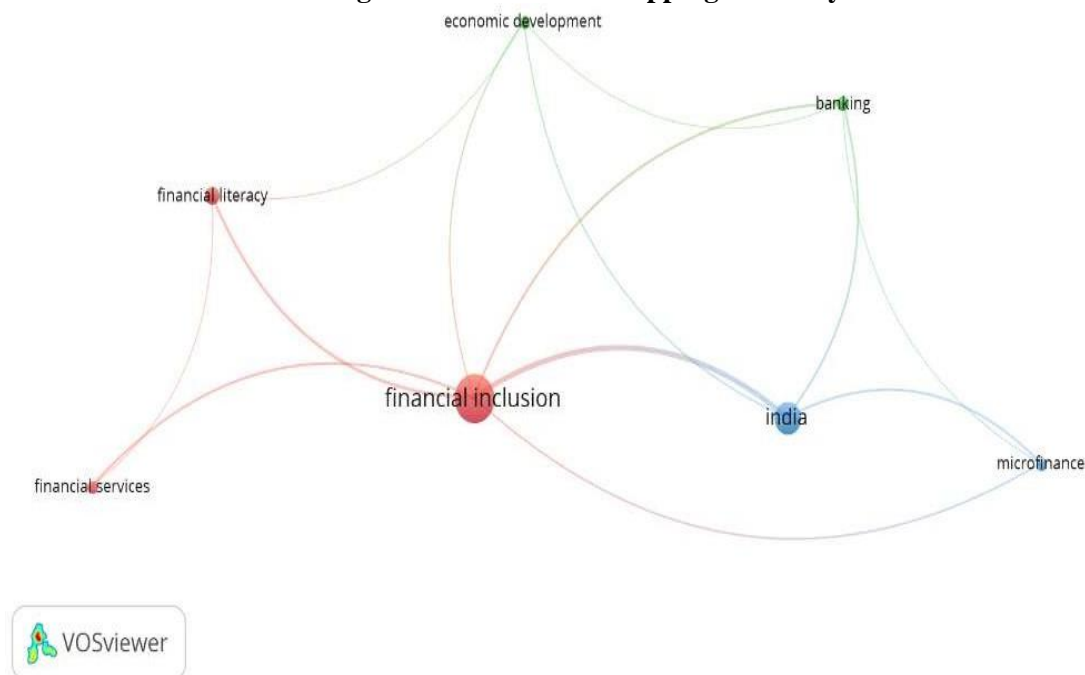 economic development
banking
financial literacy
financial inclusion
india
microfinance
financial services
VOSviewer